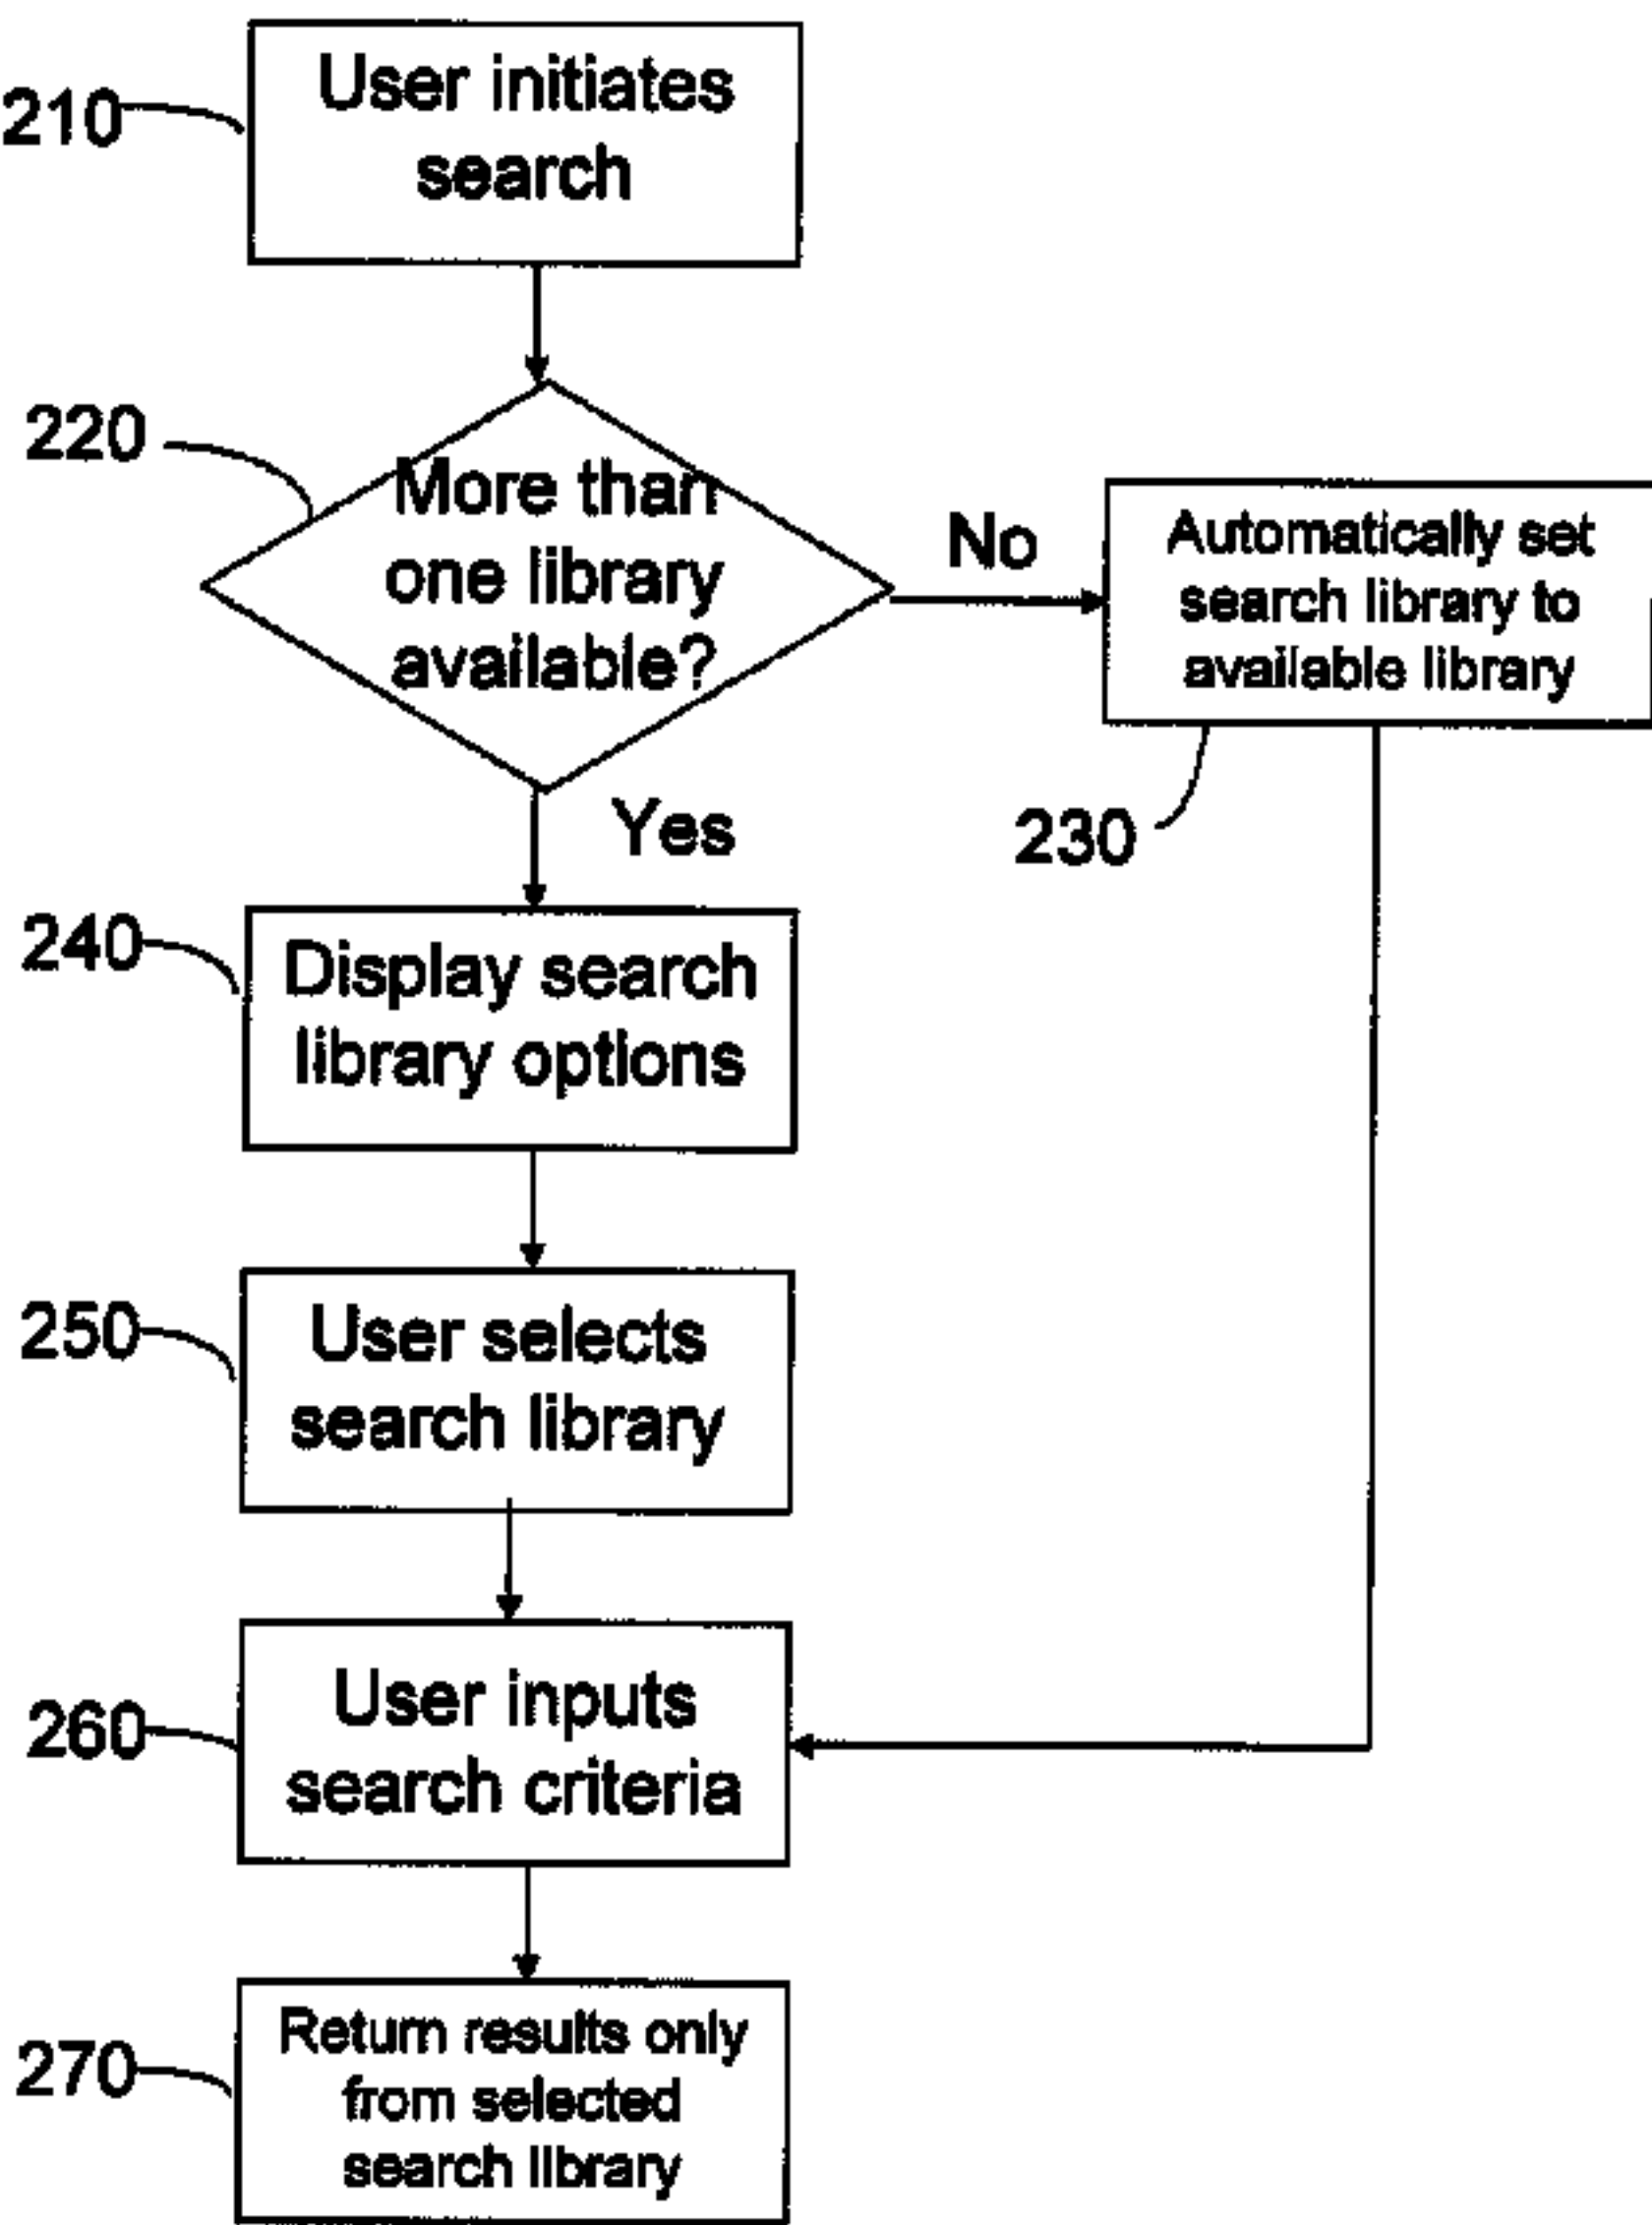 210
User initiates
search
220
More than
one library
available?
No
Automatically set
search library to
available library
230
Yes
240
Display search
library options
250
User selects
search library
260
User inputs
search criteria
270
Return results only
from selected
search library